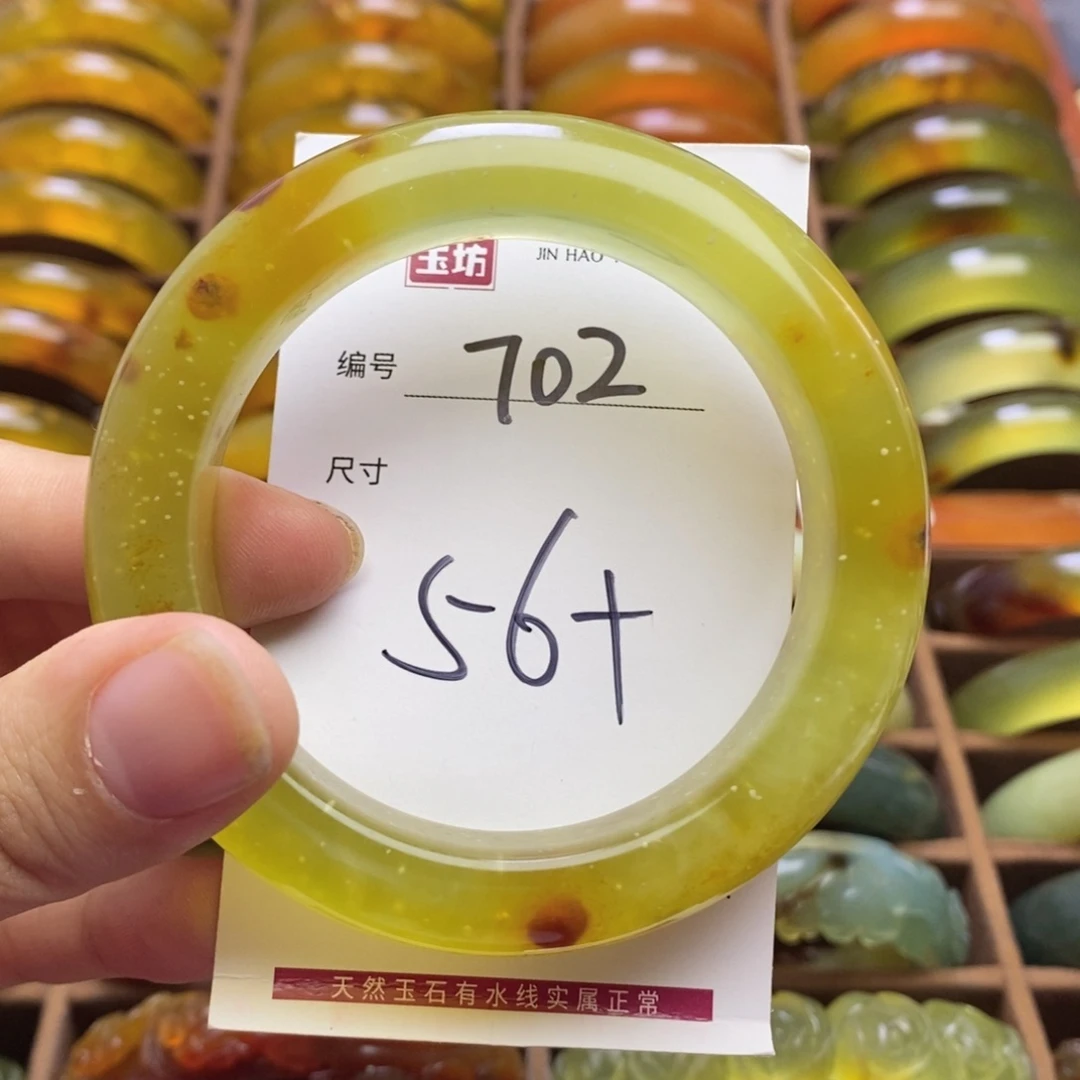 玉坊 JIN HAO
编号 702
尺寸
56+
天然玉石有水线实属正常